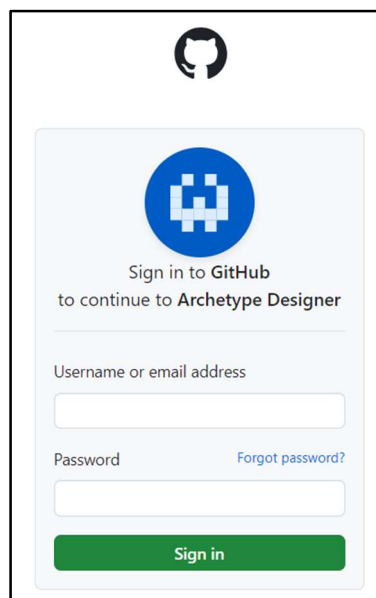 Sign in to GitHub
to continue to Archetype Designer
Username or email address
Password Forgot password?
Sign in